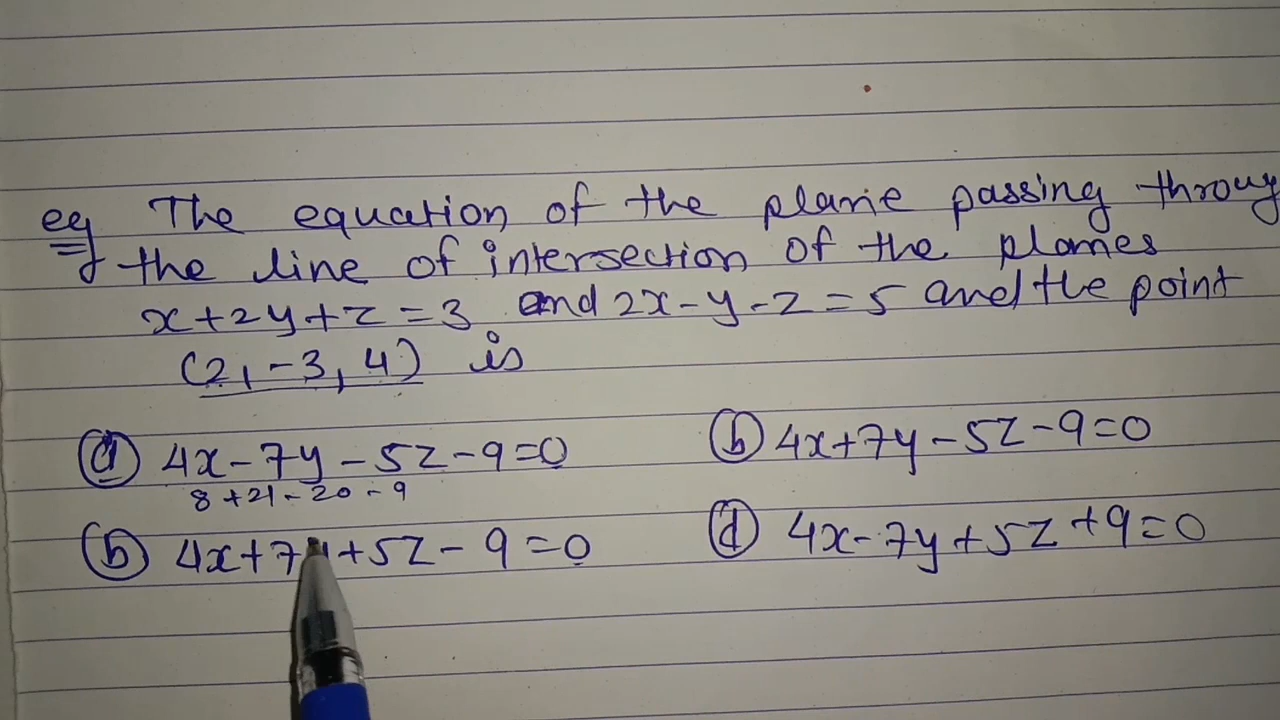 eg The equation of the plane passing throug
the line of intersection of the planes
x+2y+z=3 and 2x-y-z=5 and the point
(2,-3,4) is
(a) 4x-7y-5z-9=0 (b) 4x+7y-5z-9=0
8+21-20-9
(b) 4x+7y+5z-9=0 (d) 4x-7y+5z+9=0